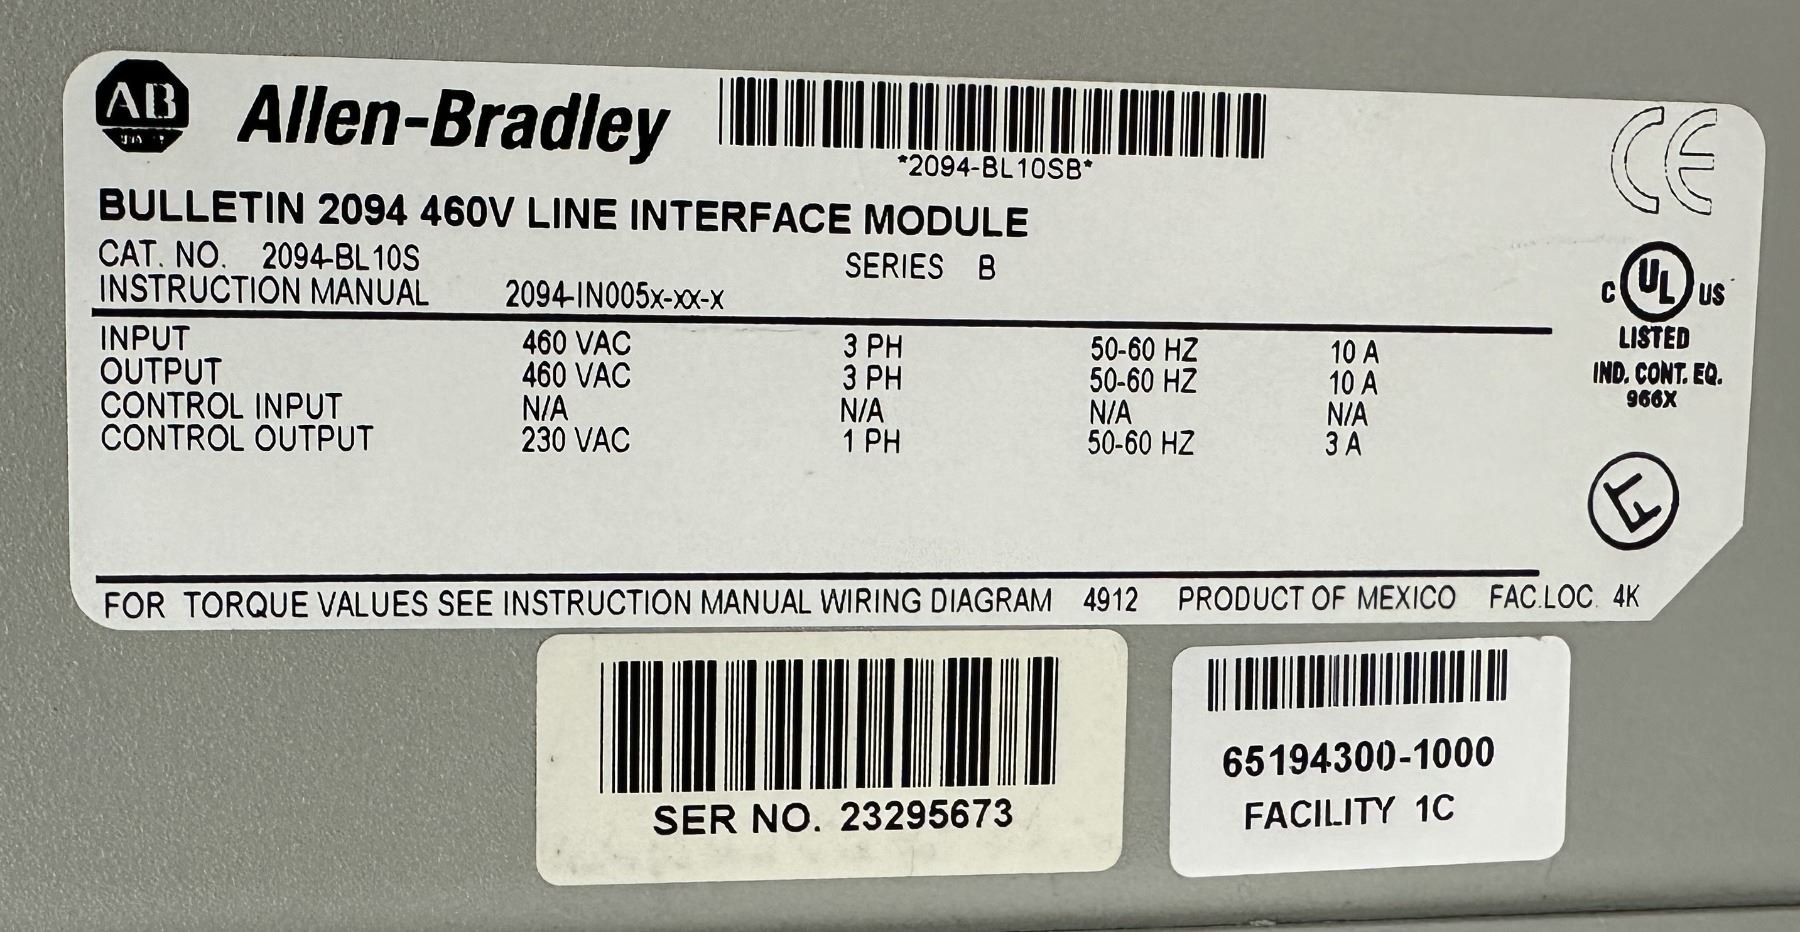 AB
Allen-Bradley
*2094-BL10SB*
CE
BULLETIN 2094 460V LINE INTERFACE MODULE
CAT. NO. 2094-BL10S SERIES B
INSTRUCTION MANUAL 2094-IN005x-xx-x
INPUT 460 VAC 3 PH 50-60 HZ 10 A
OUTPUT 460 VAC 3 PH 50-60 HZ 10 A
CONTROL INPUT N/A N/A N/A N/A
CONTROL OUTPUT 230 VAC 1 PH 50-60 HZ 3 A
C UL US
LISTED
IND. CONT. EQ.
966X
FOR TORQUE VALUES SEE INSTRUCTION MANUAL WIRING DIAGRAM 4912 PRODUCT OF MEXICO FAC.LOC. 4K
SER NO. 23295673
65194300-1000
FACILITY 1C